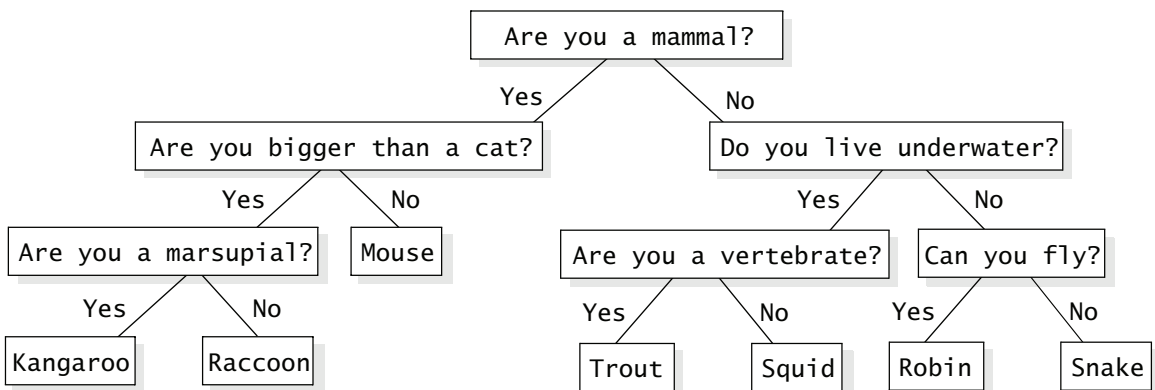 Are you a mammal?
Yes
No
Are you bigger than a cat?
Do you live underwater?
Yes
No
Yes
No
Are you a marsupial?
Mouse
Are you a vertebrate?
Can you fly?
Yes
No
Yes
No
Yes
No
Kangaroo
Raccoon
Trout
Squid
Robin
Snake